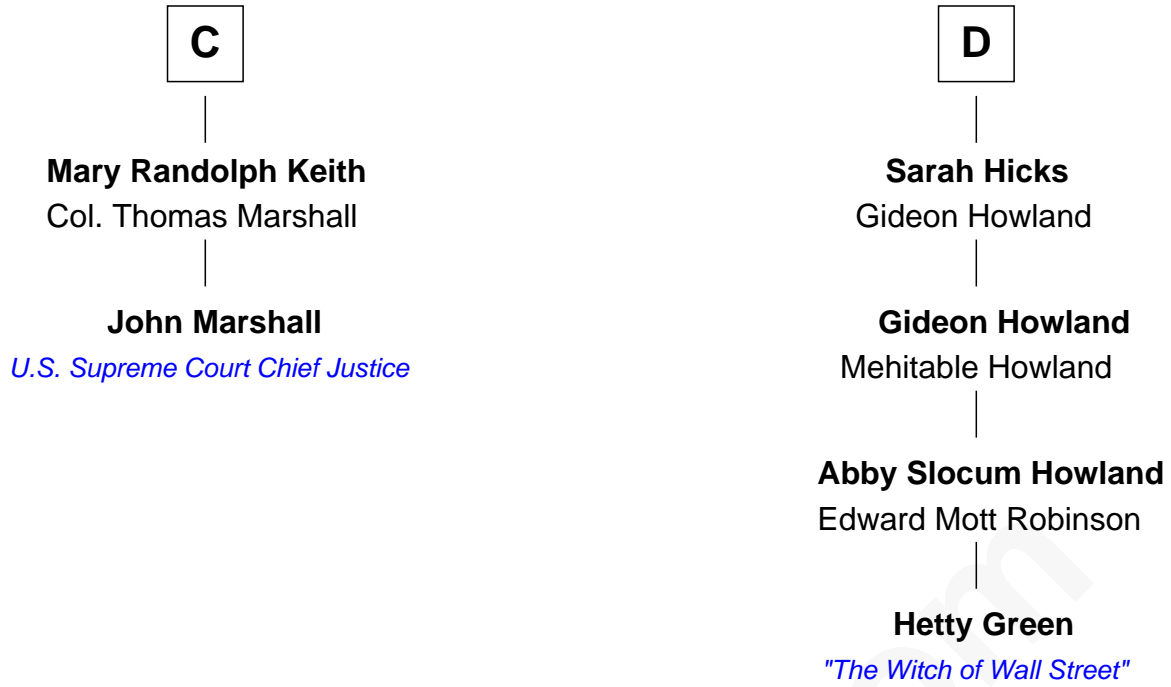 C
Mary Randolph Keith
Col. Thomas Marshall
John Marshall
U.S. Supreme Court Chief Justice
D
Sarah Hicks
Gideon Howland
Gideon Howland
Mehitable Howland
Abby Slocum Howland
Edward Mott Robinson
Hetty Green
"The Witch of Wall Street"